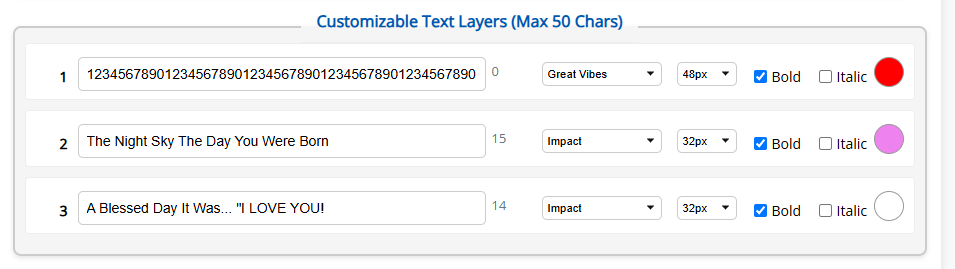 Customizable Text Layers (Max 50 Chars)
1 12345678901234567890123456789012345678901234567890 0 Great Vibes 48px Bold Italic
2 The Night Sky The Day You Were Born 15 Impact 32px Bold Italic
3 A Blessed Day It Was... "I LOVE YOU! 14 Impact 32px Bold Italic